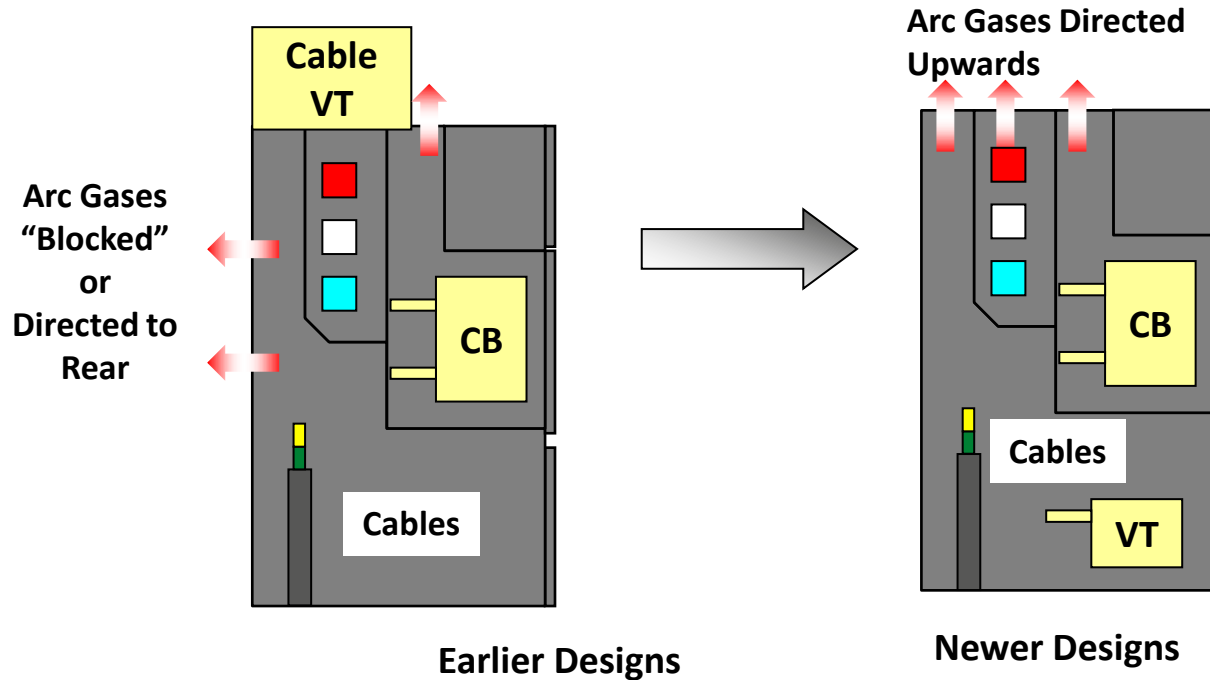 Cable
VT
Arc Gases
“Blocked”
or
Directed to
Rear
CB
Cables
Earlier Designs
Arc Gases Directed
Upwards
CB
Cables
VT
Newer Designs